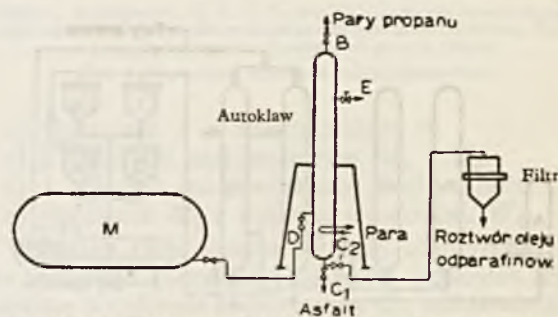 Pary propanu
B
E
Autoklaw
M
D
Para
C2
C1
Asfalt
Filtr
Roztwór oleju
odparafinow.